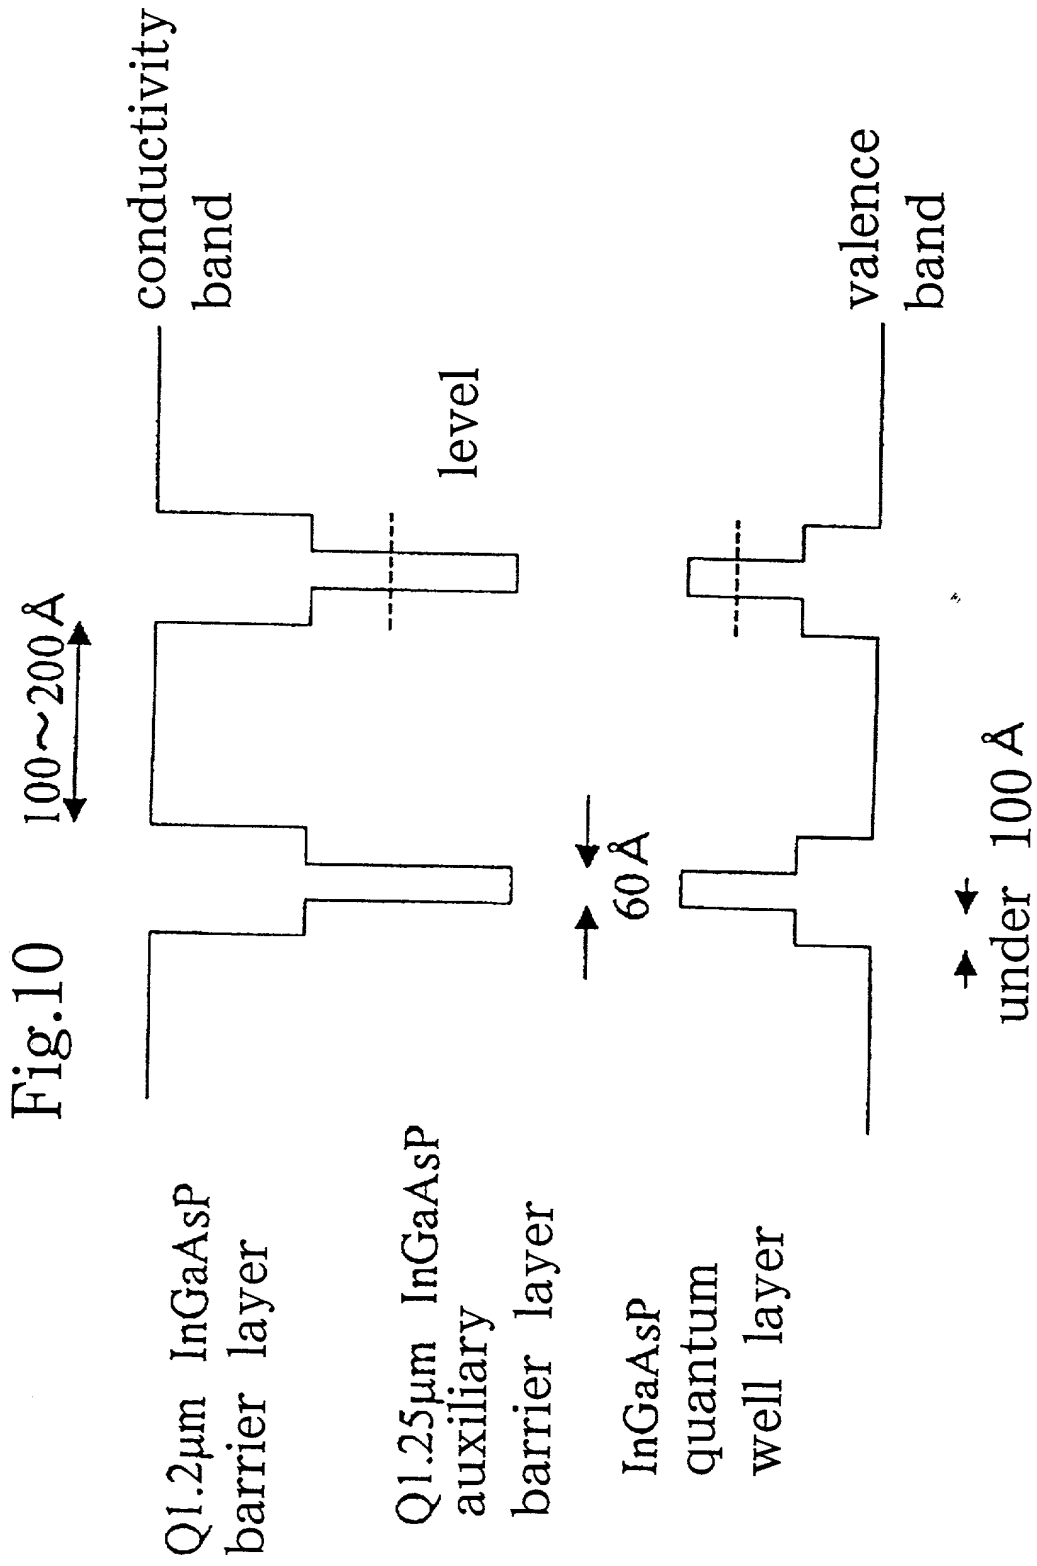 Fig.10
100~200Å
conductivity
band
Q1.2µm InGaAsP
barrier layer
Q1.25µm InGaAsP
auxiliary
barrier layer
level
60Å
InGaAsP
quantum
well layer
valence
band
under 100Å